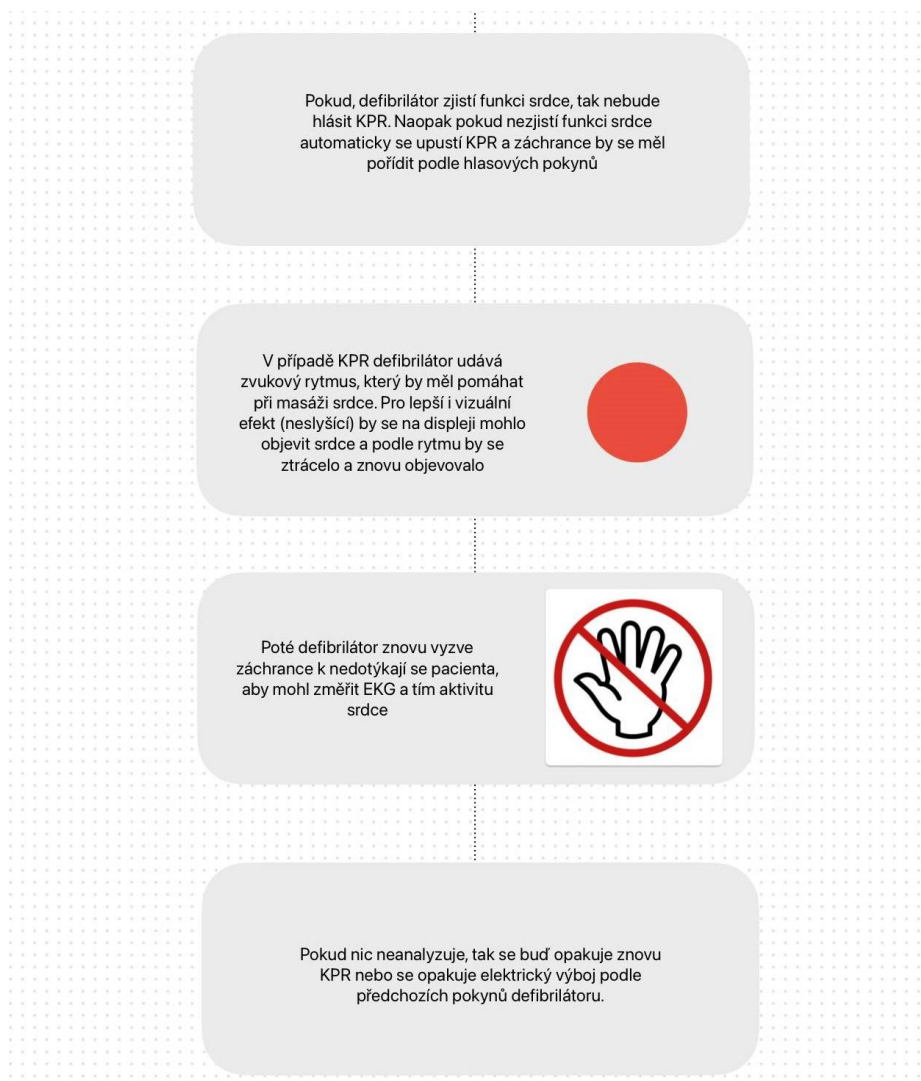 Pokud, defibrilátor zjistí funkci srdce, tak nebude
hlásit KPR. Naopak pokud nezjistí funkci srdce
automaticky se upustí KPR a záchrance by se měl
pořídit podle hlasových pokynů
V případě KPR defibrilátor udává
zvukový rytmus, který by měl pomáhat
při masáži srdce. Pro lepší i vizuální
efekt (neslyšící) by se na displeji mohlo
objevit srdce a podle rytmu by se
ztrácelo a znovu objevovalo
Poté defibrilátor znovu vyzve
záchrance k nedotýkají se pacienta,
aby mohl změřit EKG a tím aktivitu
srdce
Pokud nic neanalyzuje, tak se buď opakuje znovu
KPR nebo se opakuje elektrický výboj podle
předchozích pokynů defibrilátoru.